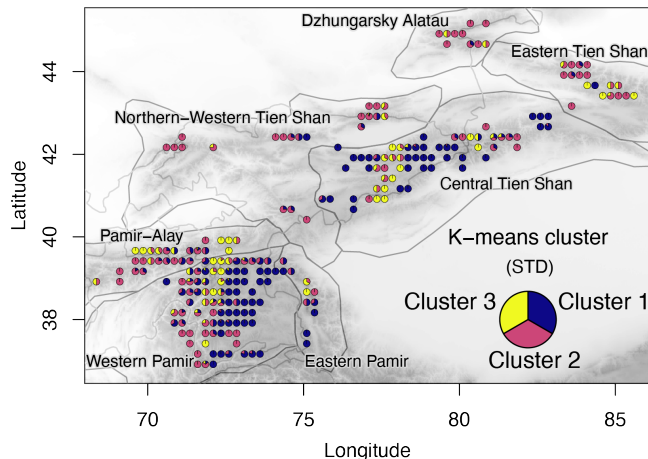 Dzhungarsky Alatau
Eastern Tien Shan
Northern−Western Tien Shan
Central Tien Shan
Pamir−Alay
K−means cluster
(STD)
Cluster 3
Cluster 1
Cluster 2
Western Pamir
Eastern Pamir
44
42
40
38
Latitude
70
75
80
85
Longitude